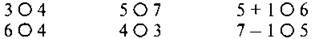 3 ○ 4 5 ○ 7 5 + 1 ○ 6
6 ○ 4 4 ○ 3 7 – 1 ○ 5